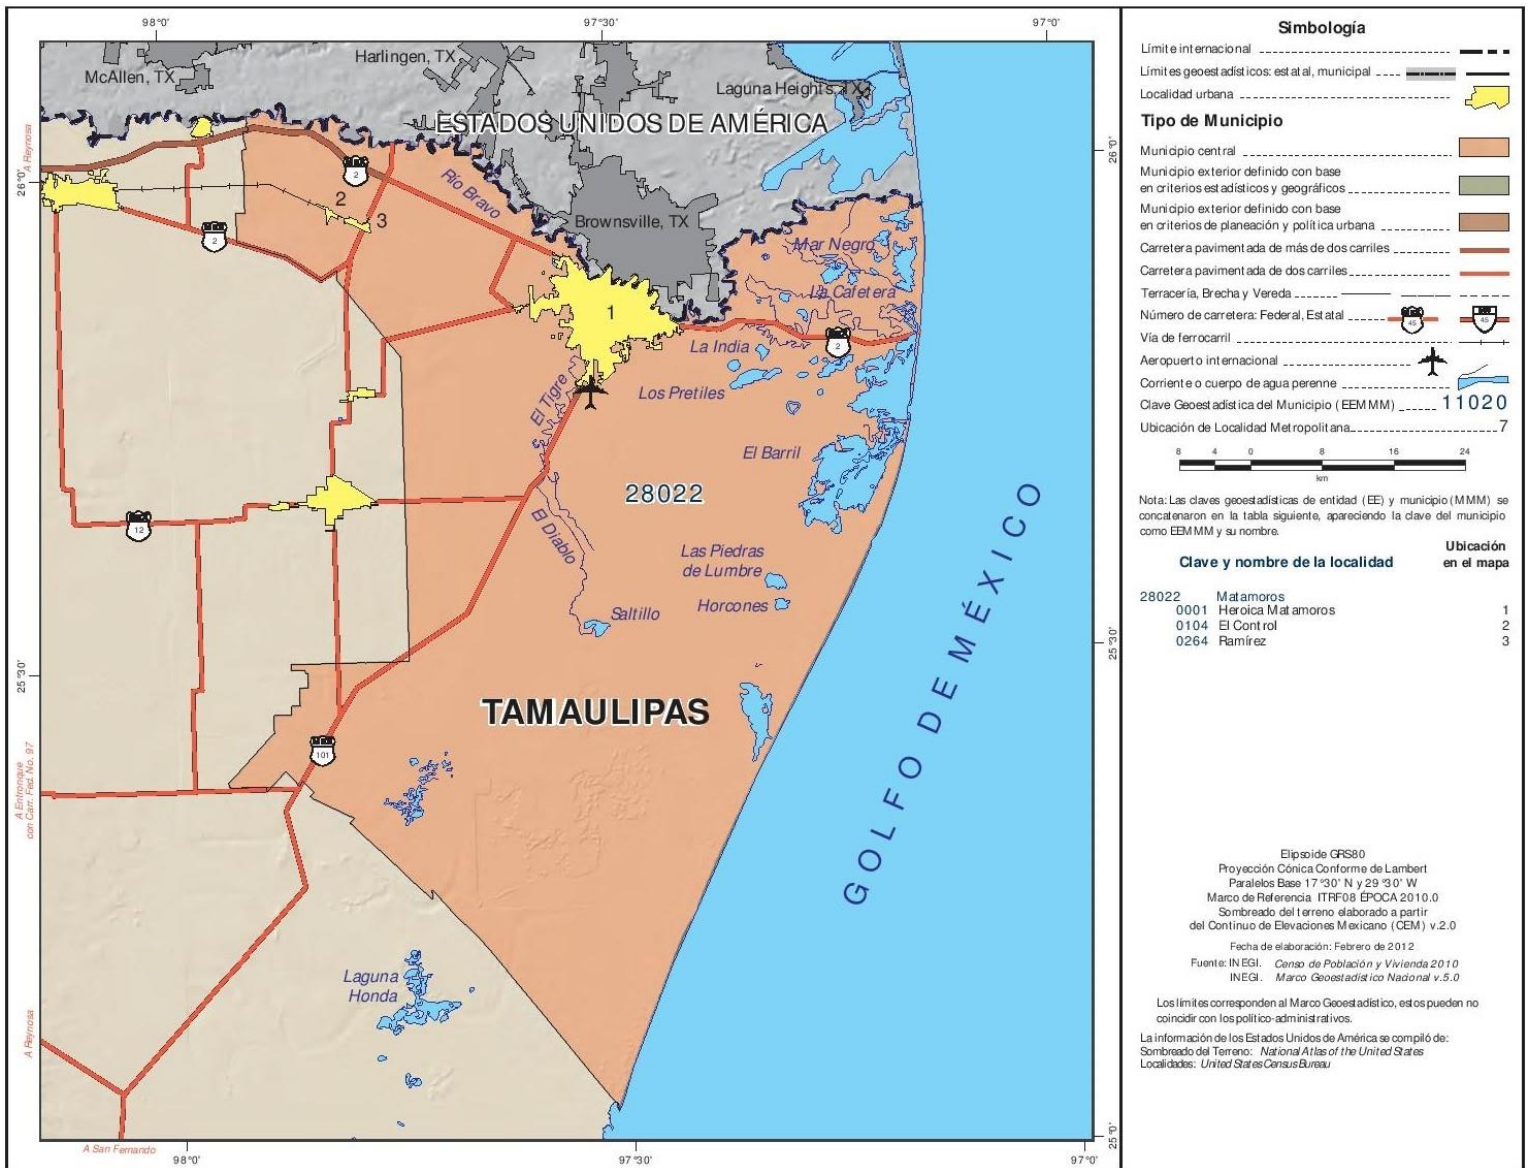 98°0'
97°30'
97°0'
McAllen, TX
Harlingen, TX
Laguna Heights, TX
ESTADOS UNIDOS DE AMÉRICA
A Reynosa
26°0'
26°0'
2
Río Bravo
2
3
2
Brownsville, TX
Mar Negro
La Cafetera
1
La India
2
Los Pretiles
El Tigre
El Barril
28022
12
El Diablo
Las Piedras
de Lumbre
Horcones
Saltillo
25°30'
25°30'
TAMAULIPAS
101
GOLFO DE MÉXICO
A Entronque
con Carr. Fed. No. 97
Laguna
Honda
A Reynosa
A San Fernando
98°0'
97°30'
97°0'
25°0'
Simbología
Límite internacional
Límites geoestadísticos: estatal, municipal
Localidad urbana
Tipo de Municipio
Municipio central
Municipio exterior definido con base
en criterios estadísticos y geográficos
Municipio exterior definido con base
en criterios de planeación y política urbana
Carretera pavimentada de más de dos carriles
Carretera pavimentada de dos carriles
Terracería, Brecha y Vereda
Número de carretera: Federal, Estatal 45 45
Vía de ferrocarril
Aeropuerto internacional
Corriente o cuerpo de agua perenne
Clave Geoestadística del Municipio (EEMMM) 11020
Ubicación de Localidad Metropolitana 7
8 4 0 8 16 24
km
Nota: Las claves geoestadísticas de entidad (EE) y municipio (MMM) se
concatenaron en la tabla siguiente, apareciendo la clave del municipio
como EEMMM y su nombre.
Clave y nombre de la localidad Ubicación
en el mapa
28022 Matamoros
0001 Heroica Matamoros 1
0104 El Control 2
0264 Ramírez 3
Elipsoide GRS80
Proyección Cónica Conforme de Lambert
Paralelos Base 17°30' N y 29°30' W
Marco de Referencia ITRF08 ÉPOCA 2010.0
Sombreado del terreno elaborado a partir
del Continuo de Elevaciones Mexicano (CEM) v.2.0
Fecha de elaboración: Febrero de 2012
Fuente: INEGI. Censo de Población y Vivienda 2010
INEGI. Marco Geoestadístico Nacional v.5.0
Los límites corresponden al Marco Geoestadístico, estos pueden no
coincidir con los político-administrativos.
La información de los Estados Unidos de América se compiló de:
Sombreado del Terreno: National Atlas of the United States
Localidades: United States Census Bureau